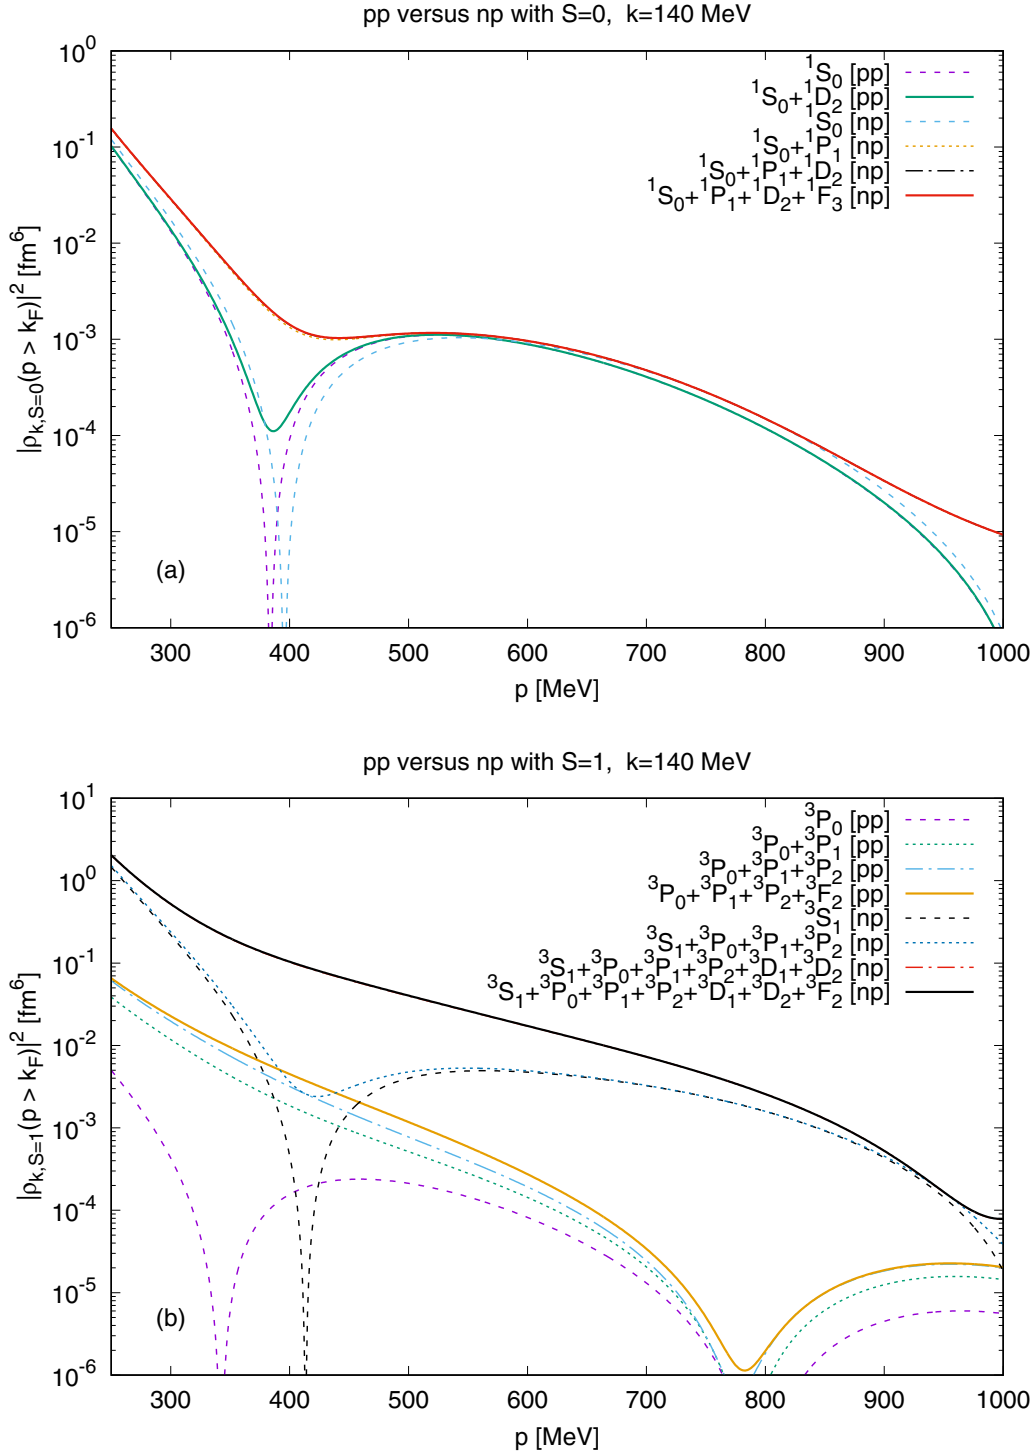 pp versus np with S=0, k=140 MeV
|ρk,S=0(p > kF)|² [fm⁶]
10⁰
10⁻¹
10⁻²
10⁻³
10⁻⁴
10⁻⁵
10⁻⁶
¹S₀ [pp]
¹S₀+¹D₂ [pp]
¹S₀ [np]
¹S₀+¹P₁ [np]
¹S₀+¹P₁+¹D₂ [np]
¹S₀+¹P₁+¹D₂+¹F₃ [np]
(a)
300 400 500 600 700 800 900 1000
p [MeV]
pp versus np with S=1, k=140 MeV
|ρk,S=1(p > kF)|² [fm⁶]
10¹
10⁰
10⁻¹
10⁻²
10⁻³
10⁻⁴
10⁻⁵
10⁻⁶
³P₀ [pp]
³P₀+³P₁ [pp]
³P₀+³P₁+³P₂ [pp]
³P₀+³P₁+³P₂+³F₂ [pp]
³S₁ [np]
³S₁+³P₀+³P₁+³P₂ [np]
³S₁+³P₀+³P₁+³P₂+³D₁+³D₂ [np]
³S₁+³P₀+³P₁+³P₂+³D₁+³D₂+³F₂ [np]
(b)
300 400 500 600 700 800 900 1000
p [MeV]